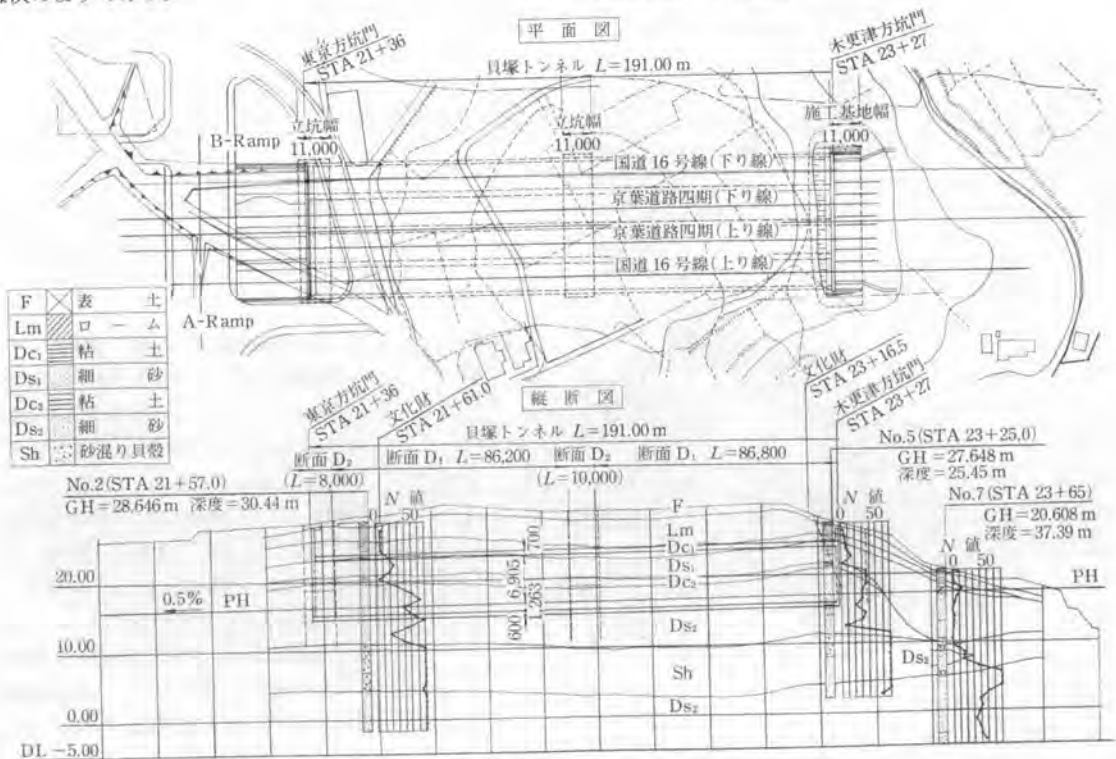 平面図
東京方坑門
STA 21+36
木更津方坑門
STA 23+27
貝塚トンネル L=191.00 m
B-Ramp
立坑幅
11,000
立坑幅
11,000
施工基地幅
11,000
国道16号線(下り線)
京葉道路四期(下り線)
京葉道路四期(上り線)
国道16号線(上り線)
A-Ramp
F 表土
Lm ローム
Dc₁ 粘土
Ds₁ 細砂
Dc₂ 粘土
Ds₂ 細砂
Sh 砂混り貝殻
縦断図
東京方坑門
STA 21+36
文化財
STA 21+61.0
文化財
STA 23+16.5
木更津方坑門
STA 23+27
貝塚トンネル L=191.00 m
断面 D₂
(L=8,000)
断面 D₁ L=86,200
断面 D₂
(L=10,000)
断面 D₁ L=86,800
No.2(STA 21+57.0)
GH=28.646 m 深度=30.44 m
No.5(STA 23+25,0)
GH=27.648 m
深度=25.45 m
No.7(STA 23+65)
GH=20.608 m
深度=37.39 m
N 値
0 50
N 値
0 50
N 値
0 50
F
Lm
Dc₁
Ds₁
Dc₂
Ds₂
Sh
Ds₂
Ds₂
700
6,905
1,263
600
20.00
10.00
0.00
DL −5.00
0.5% PH
PH